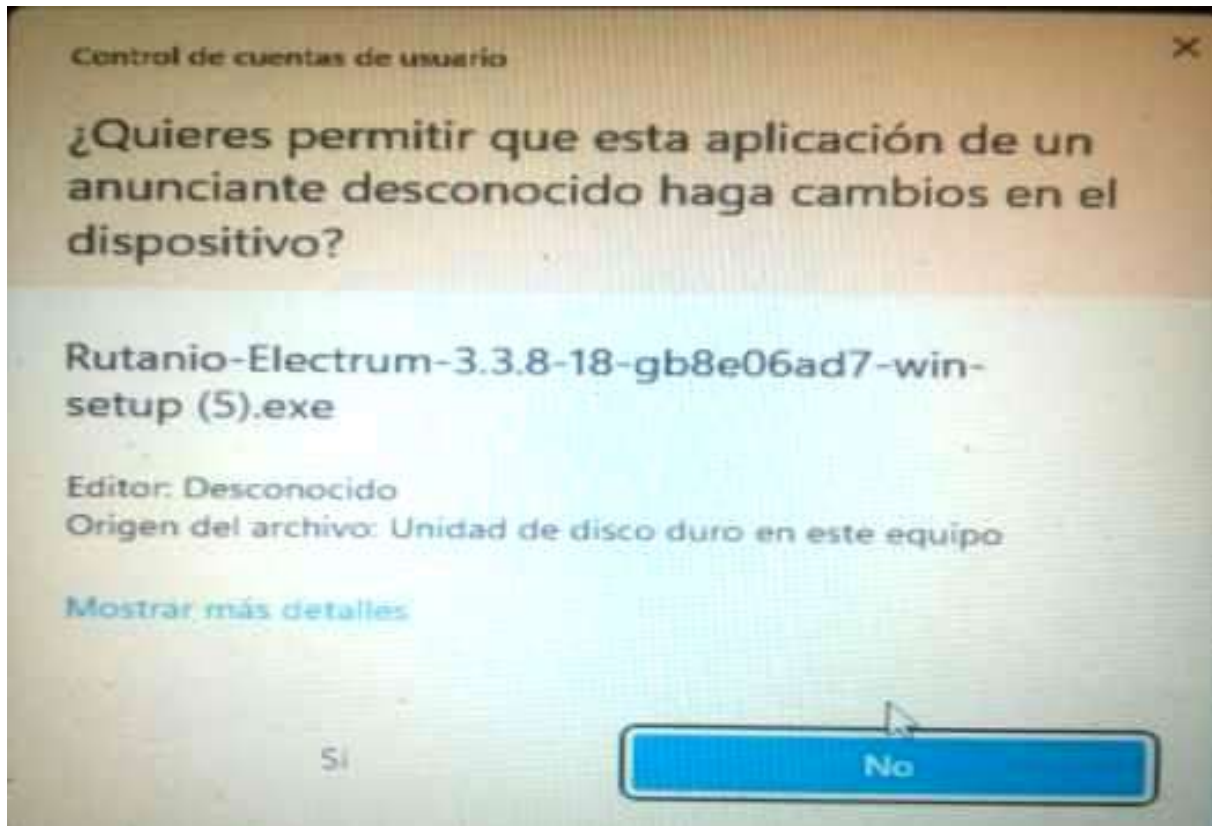 Control de cuentas de usuario
¿Quieres permitir que esta aplicación de un
anunciante desconocido haga cambios en el
dispositivo?
Rutanio-Electrum-3.3.8-18-gb8e06ad7-win-
setup (5).exe
Editor: Desconocido
Origen del archivo: Unidad de disco duro en este equipo
Mostrar más detalles
Sí
No